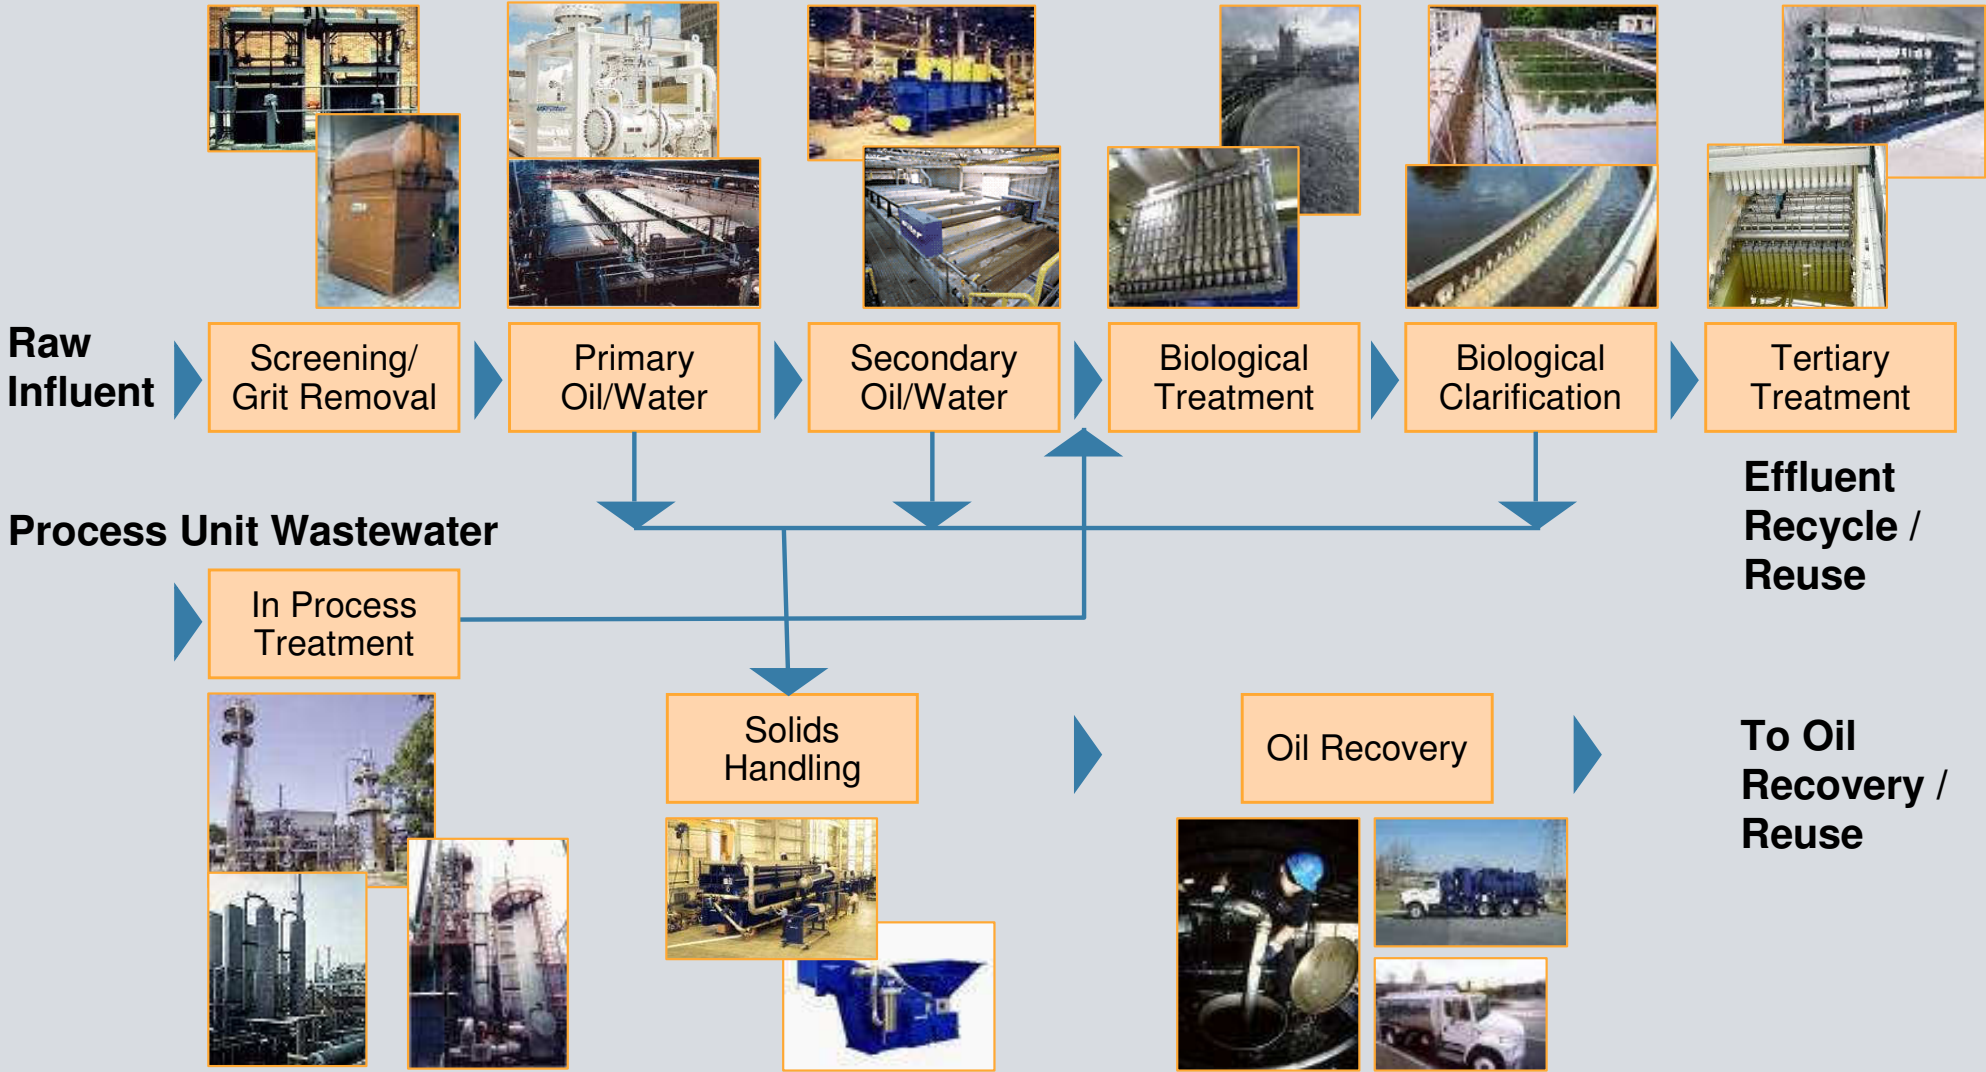 Raw
Influent
Screening/
Grit Removal
Primary
Oil/Water
Secondary
Oil/Water
Biological
Treatment
Biological
Clarification
Tertiary
Treatment
Effluent
Recycle /
Reuse
Process Unit Wastewater
In Process
Treatment
Solids
Handling
Oil Recovery
To Oil
Recovery /
Reuse